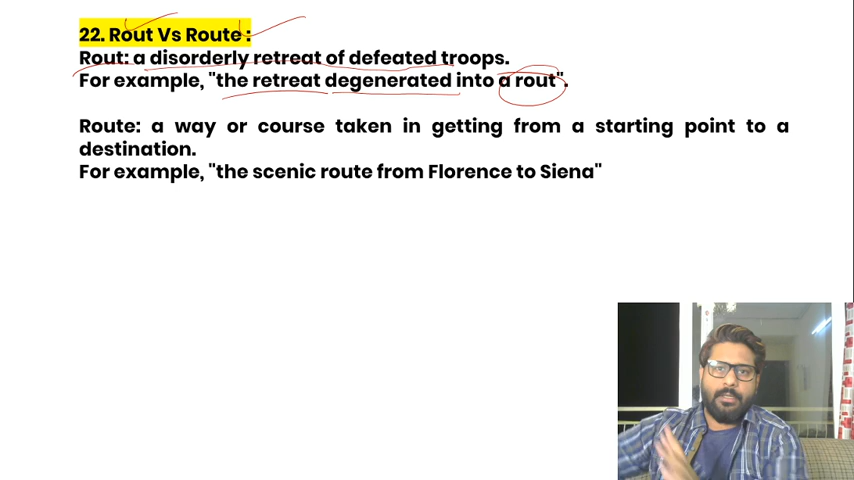 22. Rout Vs Route :
Rout: a disorderly retreat of defeated troops.
For example, "the retreat degenerated into a rout".
Route: a way or course taken in getting from a starting point to a
destination.
For example, "the scenic route from Florence to Siena"